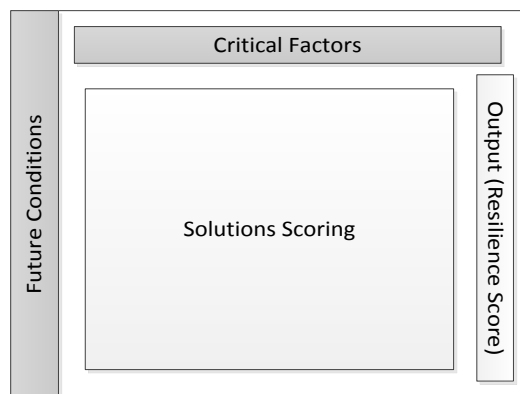 Critical Factors
Future Conditions
Solutions Scoring
Output (Resilience Score)